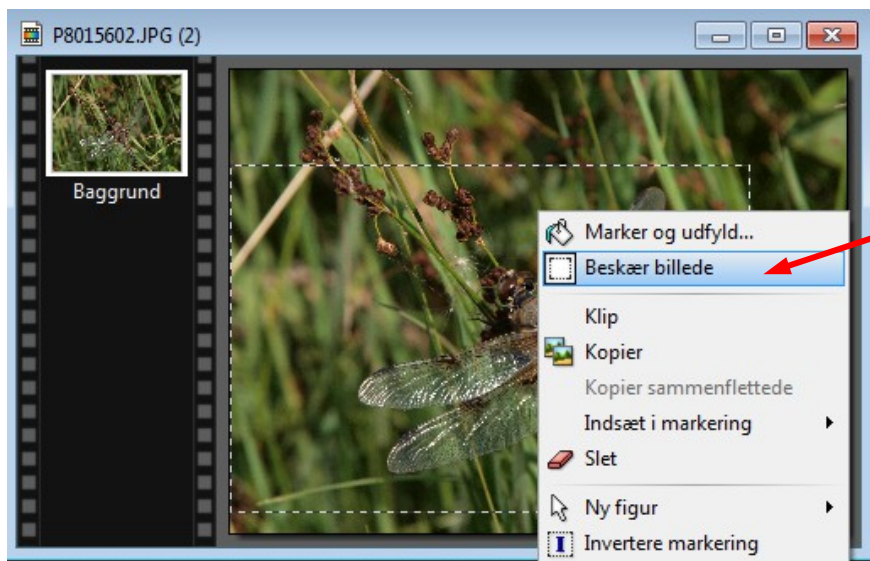 P8015602.JPG (2)
Baggrund
Marker og udfyld...
Beskær billede
Klip
Kopier
Kopier sammenflettede
Indsæt i markering
Slet
Ny figur
Invertere markering